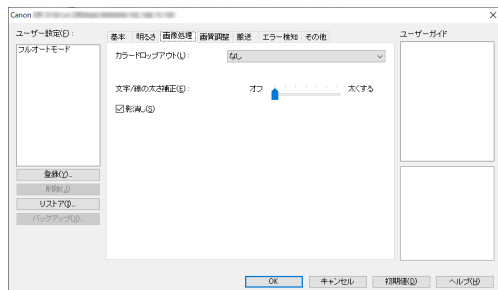 Canon
ユーザー設定(F):
フルオートモード
登録(Y)...
削除(J)
リストア(I)...
バックアップ(X)...
基本 明るさ 画像処理 画質調整 搬送 エラー検知 その他
カラードロップアウト(L): なし
文字/線の太さ補正(E): オフ 太くする
影消し(S)
ユーザーガイド
OK キャンセル 初期値(D) ヘルプ(H)